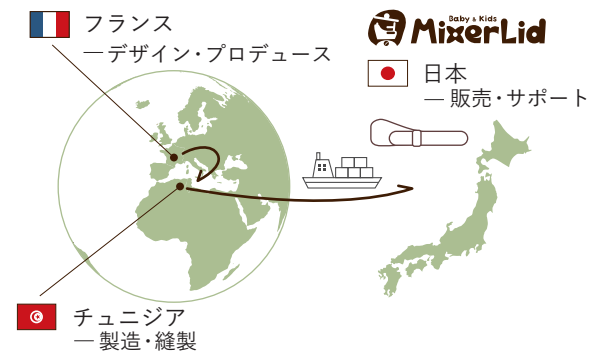 フランス
― デザイン・プロデュース
Baby & Kids
MixerLid
日本
― 販売・サポート
チュニジア
― 製造・縫製